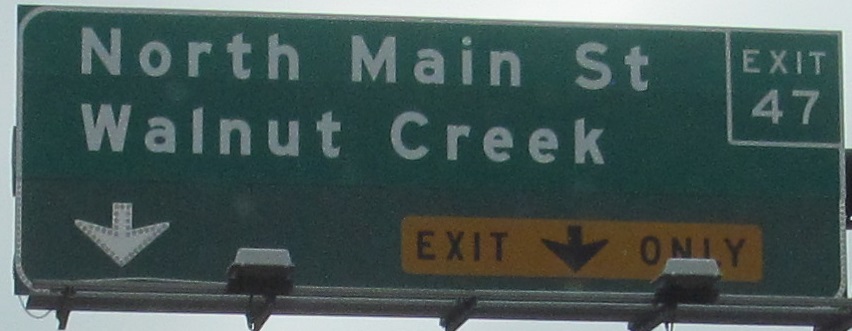 North Main St
Walnut Creek
EXIT
47
EXIT ONLY